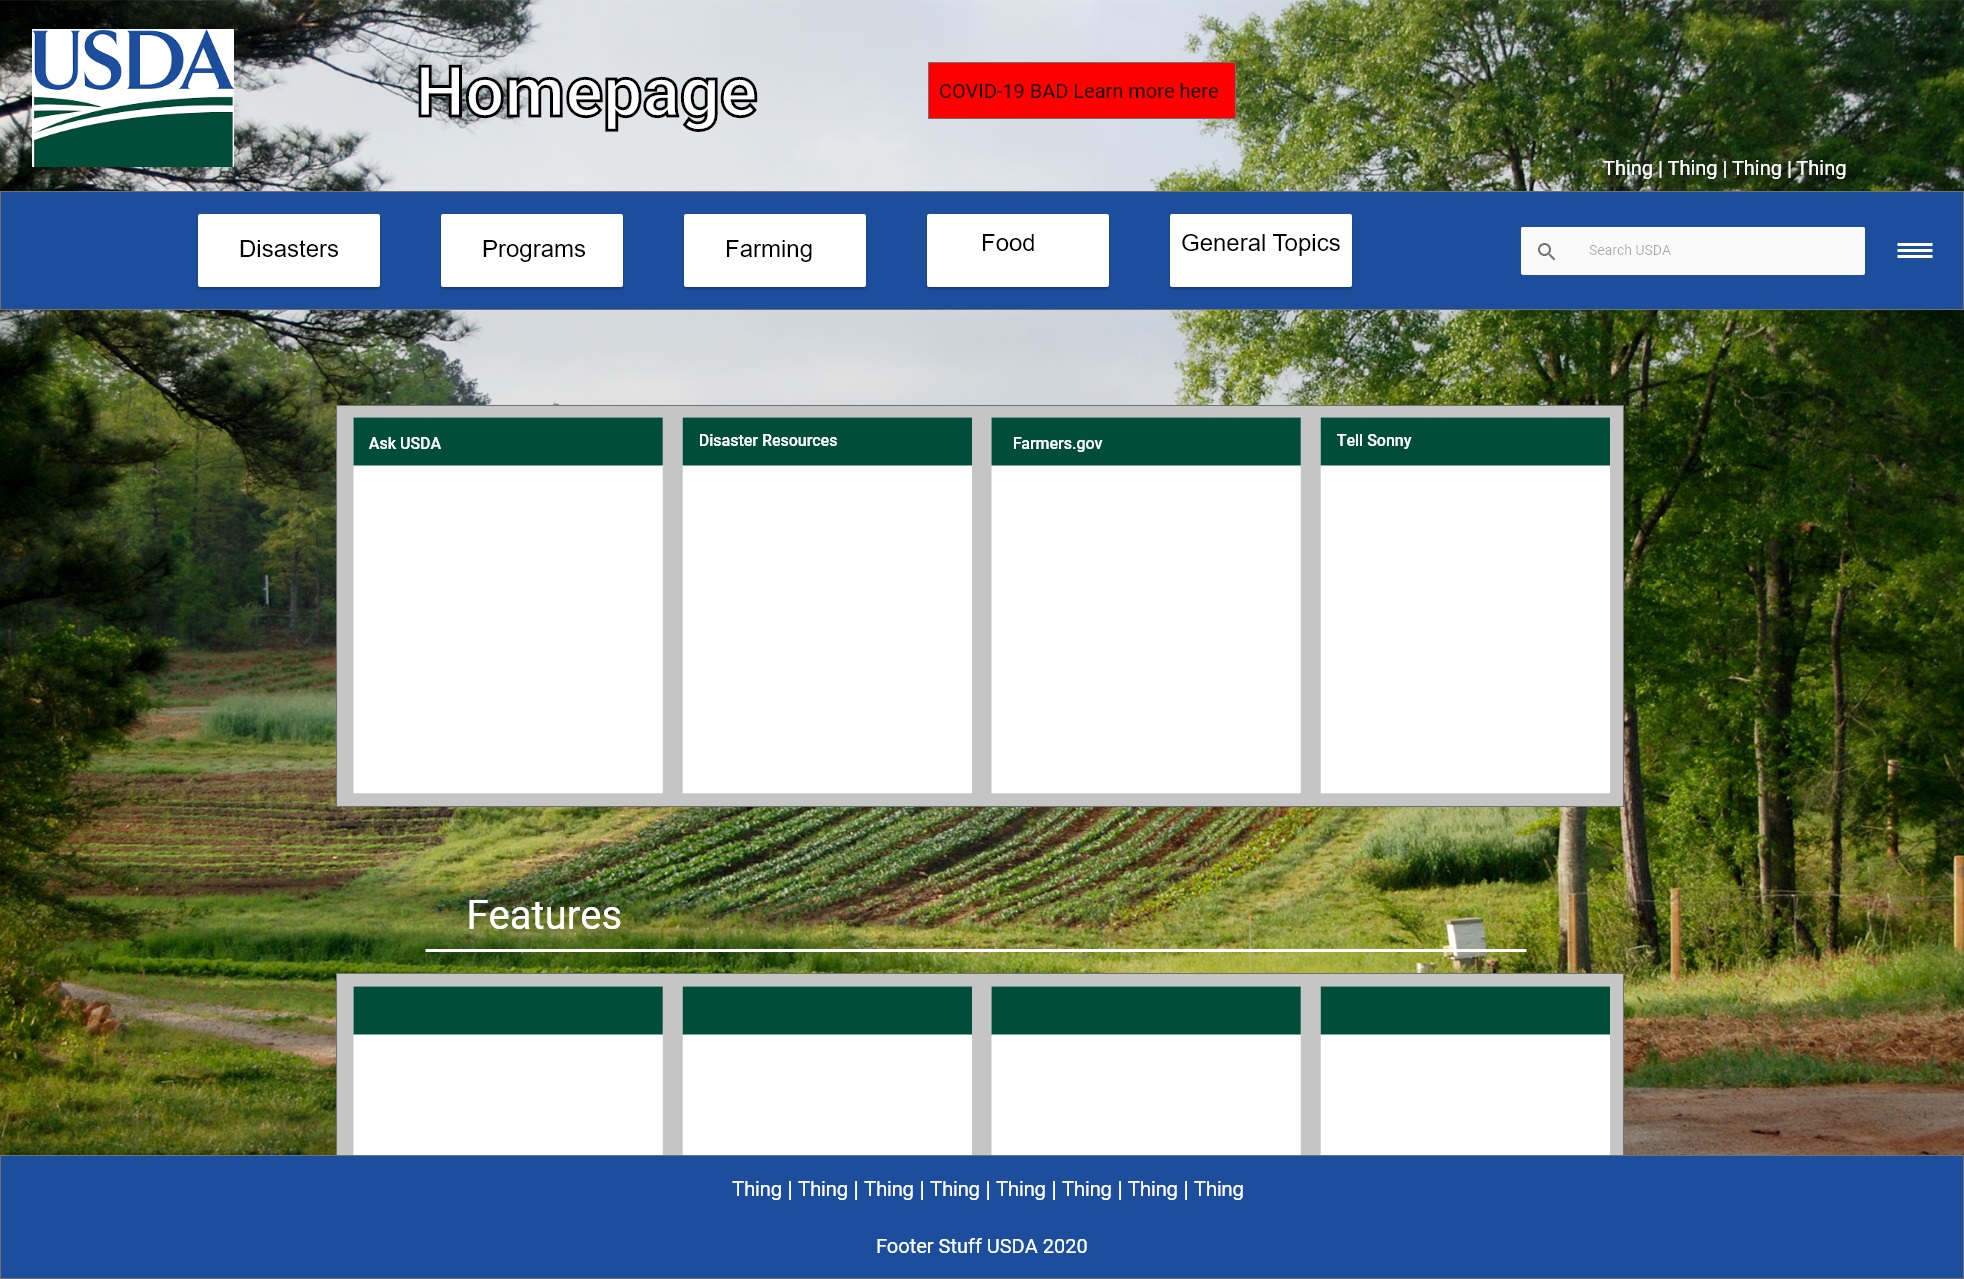 USDA
Homepage
COVID-19 BAD Learn more here
Thing | Thing | Thing | Thing
Disasters
Programs
Farming
Food
General Topics
Search USDA
Ask USDA
Disaster Resources
Farmers.gov
Tell Sonny
Features
Thing | Thing | Thing | Thing | Thing | Thing | Thing | Thing
Footer Stuff USDA 2020